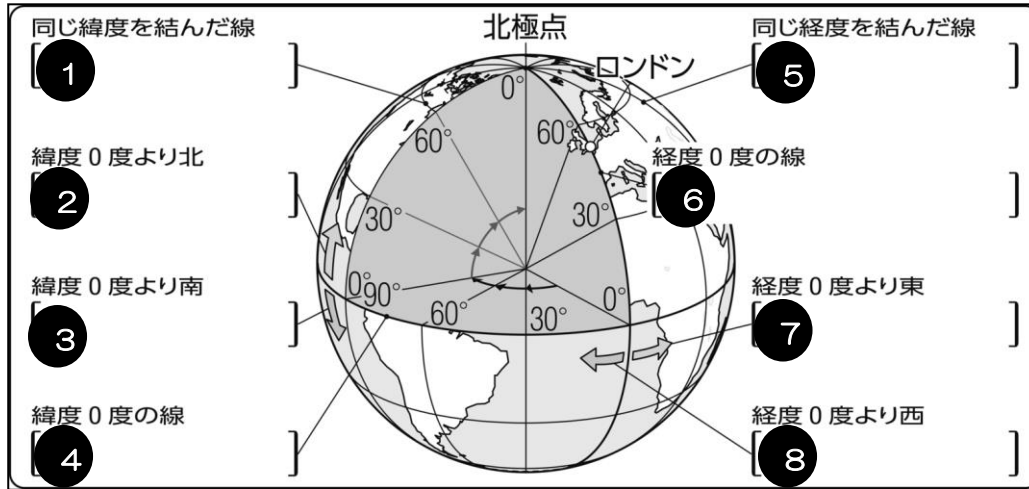 同じ緯度を結んだ線
[1]
緯度0度より北
[2]
緯度0度より南
[3]
緯度0度の線
[4]
北極点
ロンドン
0°
60°
60°
30°
30°
0°
90°
60°
30°
0°
同じ経度を結んだ線
[5]
経度0度の線
[6]
経度0度より東
[7]
経度0度より西
[8]